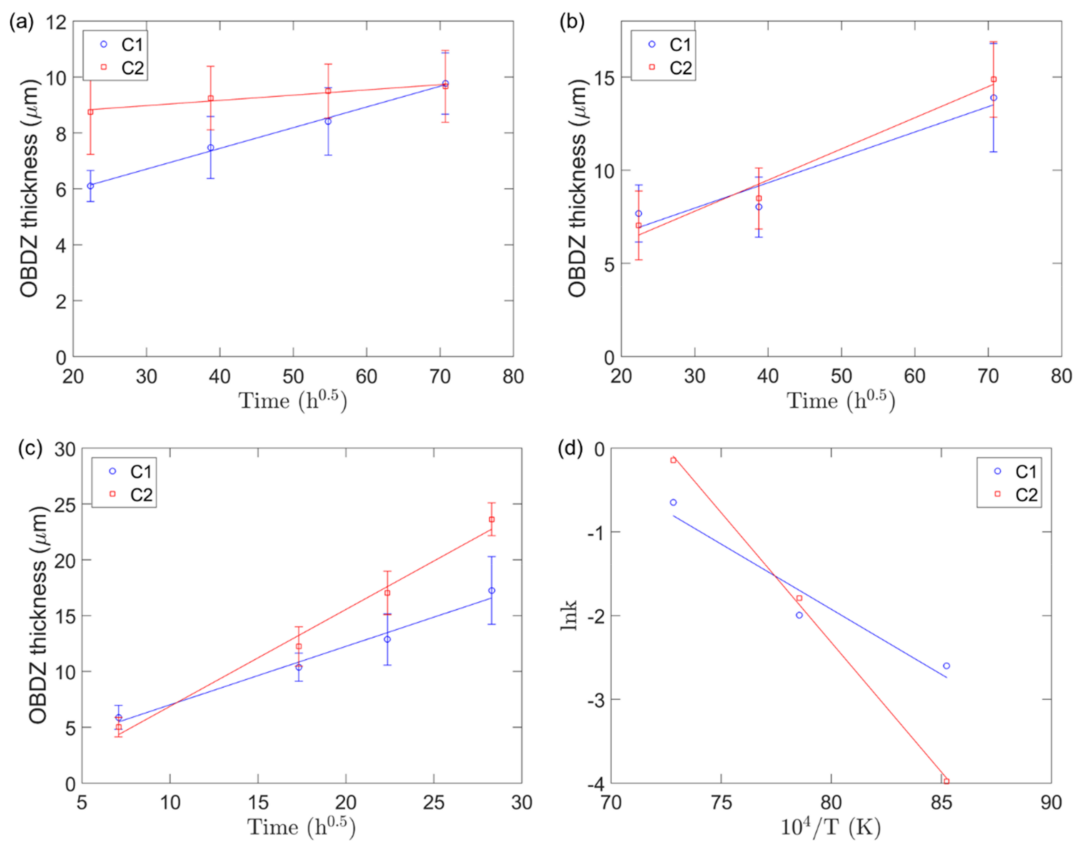 (a)
12
10
8
6
4
2
0
OBDZ thickness (μm)
C1
C2
20 30 40 50 60 70 80
Time (h^0.5)
(b)
15
10
5
0
OBDZ thickness (μm)
C1
C2
20 30 40 50 60 70 80
Time (h^0.5)
(c)
30
25
20
15
10
5
0
OBDZ thickness (μm)
C1
C2
5 10 15 20 25 30
Time (h^0.5)
(d)
0
-1
-2
-3
-4
lnk
C1
C2
70 75 80 85 90
10^4/T (K)